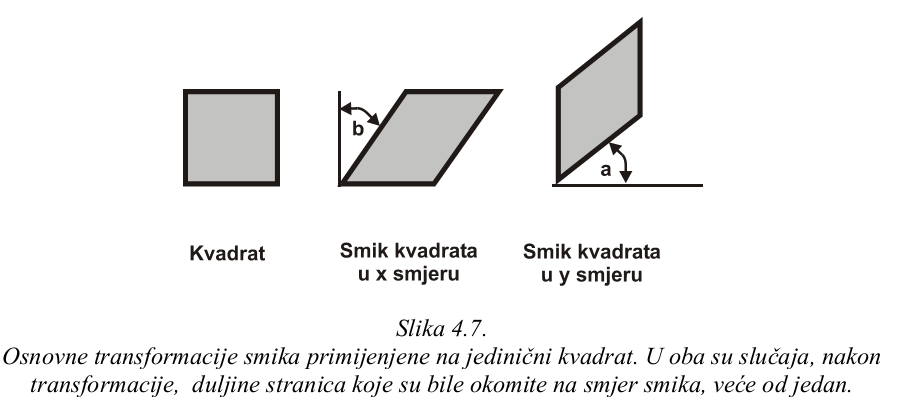 b
a
Kvadrat
Smik kvadrata
u x smjeru
Smik kvadrata
u y smjeru
Slika 4.7.
Osnovne transformacije smika primijenjene na jedinični kvadrat. U oba su slučaja, nakon
transformacije, duljine stranica koje su bile okomite na smjer smika, veće od jedan.